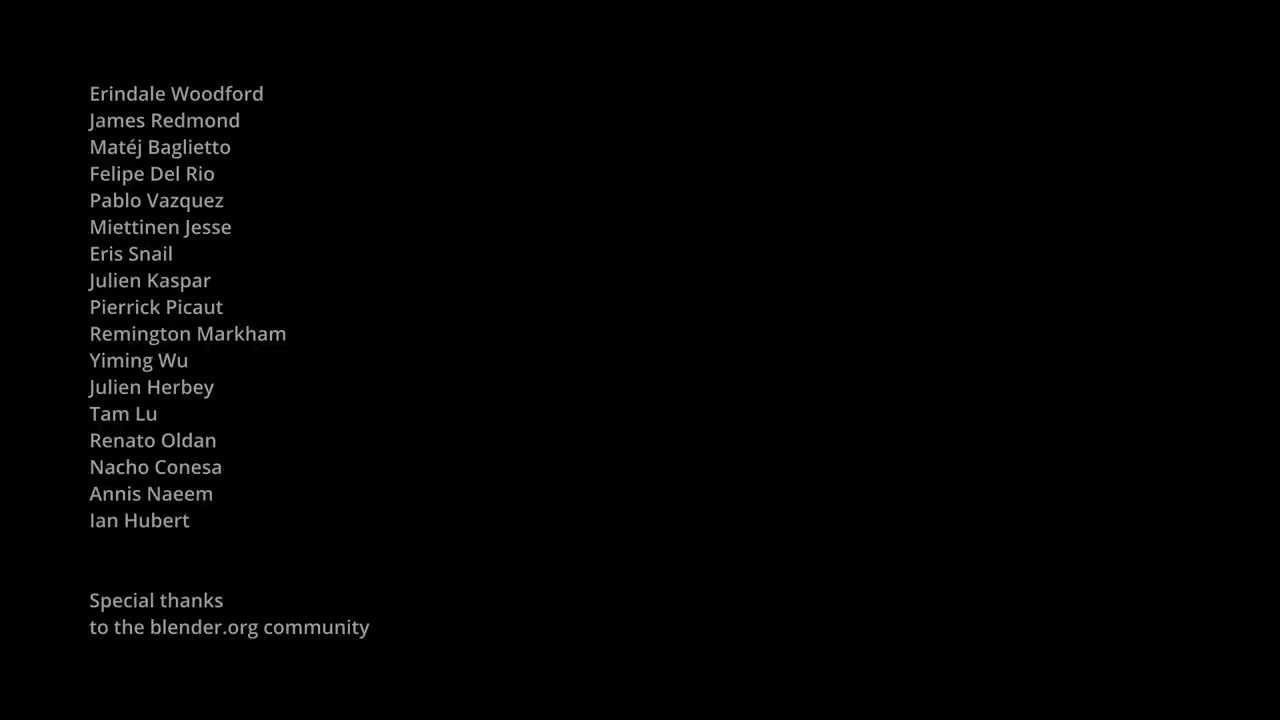 Erindale Woodford
James Redmond
Matéj Baglietto
Felipe Del Rio
Pablo Vazquez
Miettinen Jesse
Eris Snail
Julien Kaspar
Pierrick Picaut
Remington Markham
Yiming Wu
Julien Herbey
Tam Lu
Renato Oldan
Nacho Conesa
Annis Naeem
Ian Hubert
Special thanks
to the blender.org community